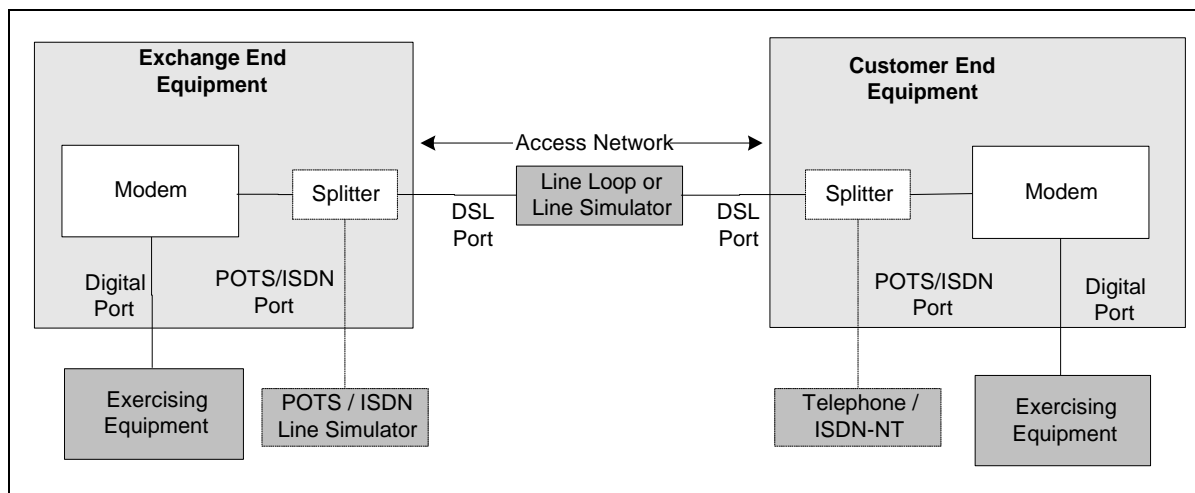 Exchange End
Equipment
Customer End
Equipment
Access Network
Modem
Splitter
Line Loop or
Line Simulator
Splitter
Modem
DSL
Port
DSL
Port
Digital
Port
POTS/ISDN
Port
POTS/ISDN
Port
Digital
Port
Exercising
Equipment
POTS / ISDN
Line Simulator
Telephone /
ISDN-NT
Exercising
Equipment